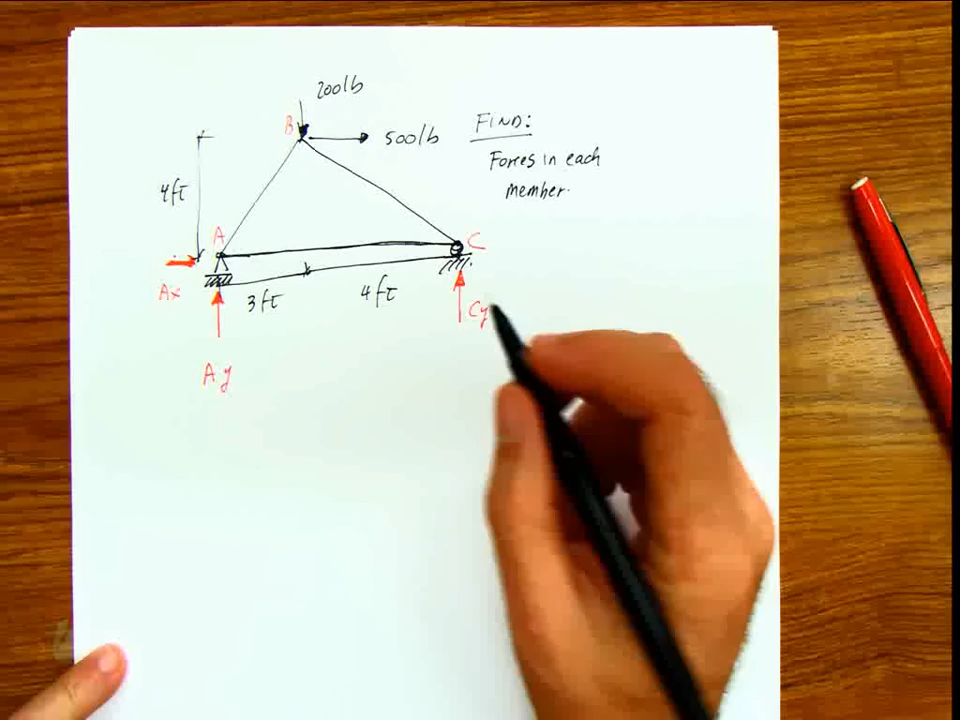 200lb
B
500lb
FIND:
Forces in each
member.
4ft
A
C
Ax
3ft
4ft
Cy
Ay